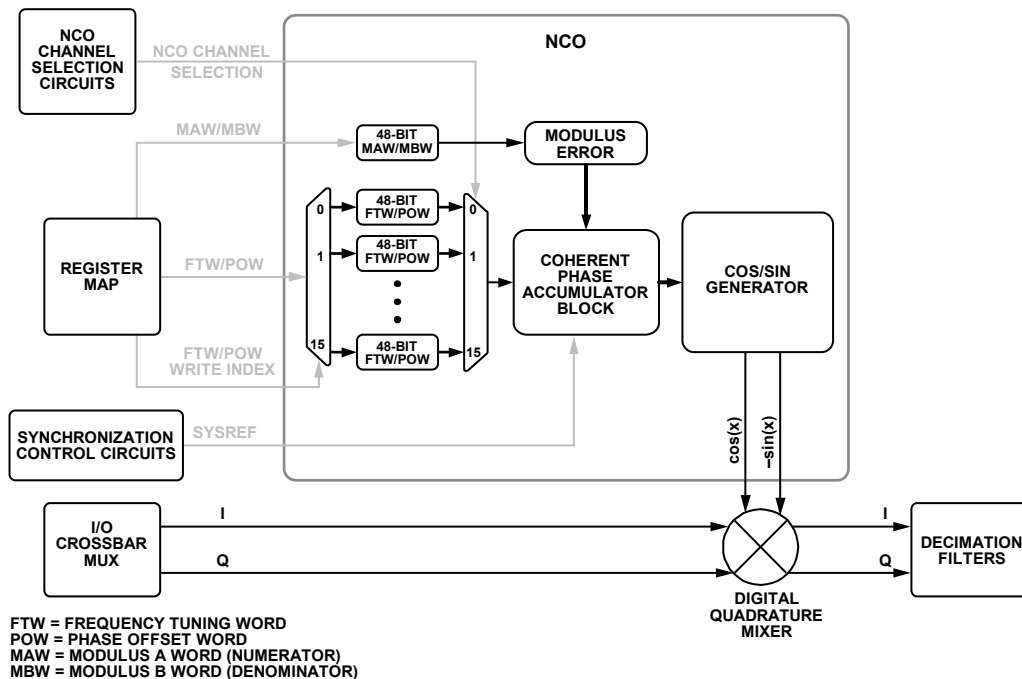 NCO
CHANNEL
SELECTION
CIRCUITS
NCO CHANNEL
SELECTION
NCO
MAW/MBW
48-BIT
MAW/MBW
MODULUS
ERROR
REGISTER
MAP
FTW/POW
FTW/POW
WRITE INDEX
0
1
15
48-BIT
FTW/POW
48-BIT
FTW/POW
48-BIT
FTW/POW
0
1
15
COHERENT
PHASE
ACCUMULATOR
BLOCK
COS/SIN
GENERATOR
SYNCHRONIZATION
CONTROL CIRCUITS
SYSREF
cos(x)
–sin(x)
I/O
CROSSBAR
MUX
I
Q
DIGITAL
QUADRATURE
MIXER
I
Q
DECIMATION
FILTERS
FTW = FREQUENCY TUNING WORD
POW = PHASE OFFSET WORD
MAW = MODULUS A WORD (NUMERATOR)
MBW = MODULUS B WORD (DENOMINATOR)